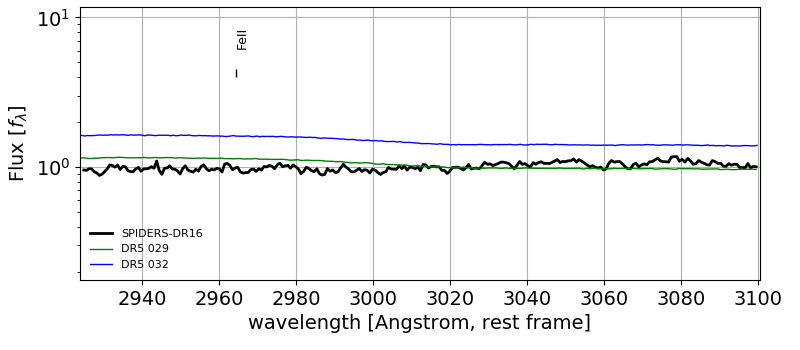 10¹
FeII
Flux [fλ]
10⁰
SPIDERS-DR16
DR5 029
DR5 032
2940 2960 2980 3000 3020 3040 3060 3080 3100
wavelength [Angstrom, rest frame]